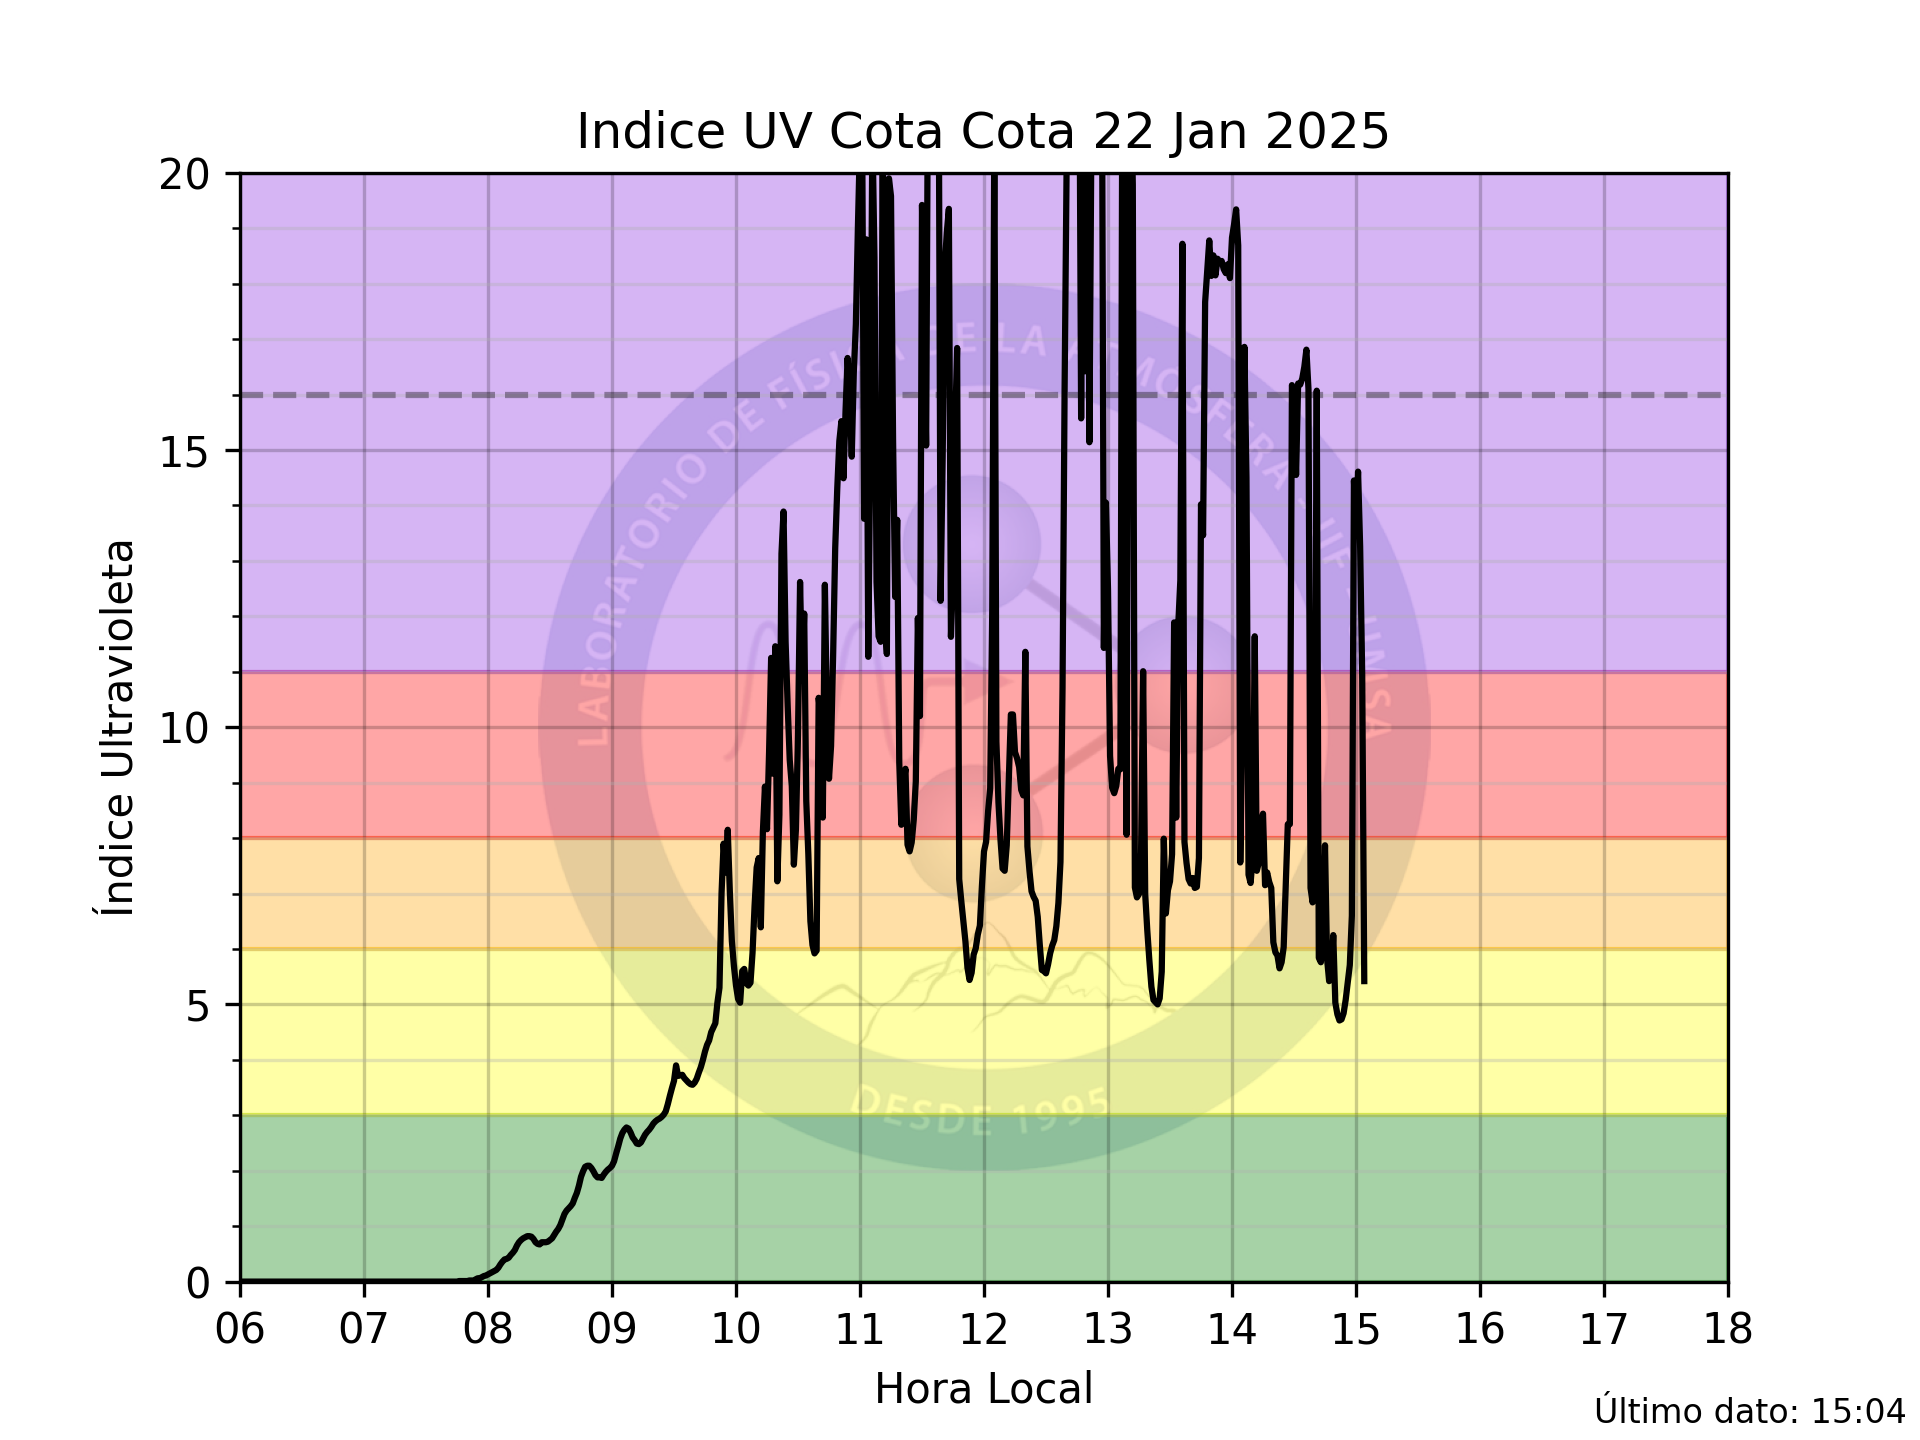 Indice UV Cota Cota 22 Jan 2025
20
15
10
5
0
Índice Ultravioleta
06 07 08 09 10 11 12 13 14 15 16 17 18
Hora Local
Último dato: 15:04
LABORATORIO DE FÍSICA DE LA ATMOSFERA
UMSA
DESDE 1995